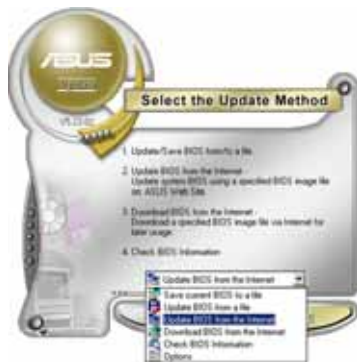 ASUS
Update
Select the Update Method
1. Update/Save BIOS from/to a file.
2. Update BIOS from the Internet -
Update system BIOS using a specified BIOS image file
on ASUS Web Site.
3. Download BIOS from the Internet -
Download a specified BIOS image file via Internet for
later usage.
4. Check BIOS Information
Update BIOS from the Internet
Save current BIOS to a file
Update BIOS from a file
Update BIOS from the Internet
Download BIOS from the Internet
Check BIOS Information
Options